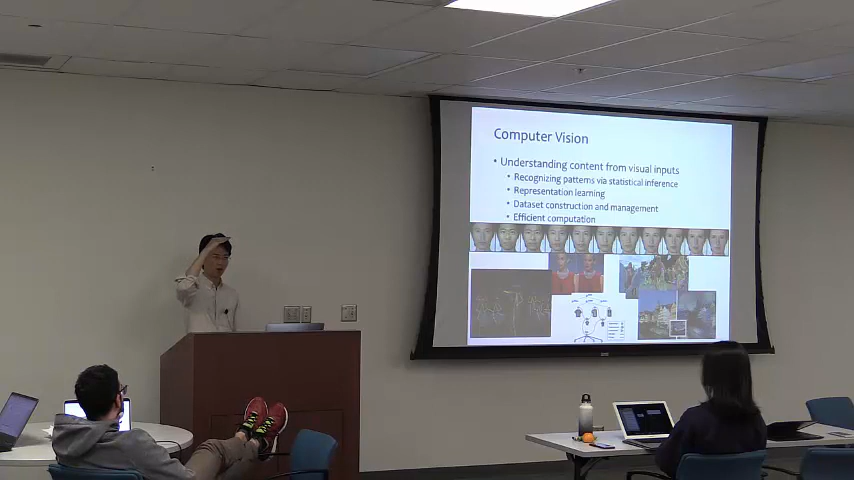 Computer Vision
• Understanding content from visual inputs
• Recognizing patterns via statistical inference
• Representation learning
• Dataset construction and management
• Efficient computation